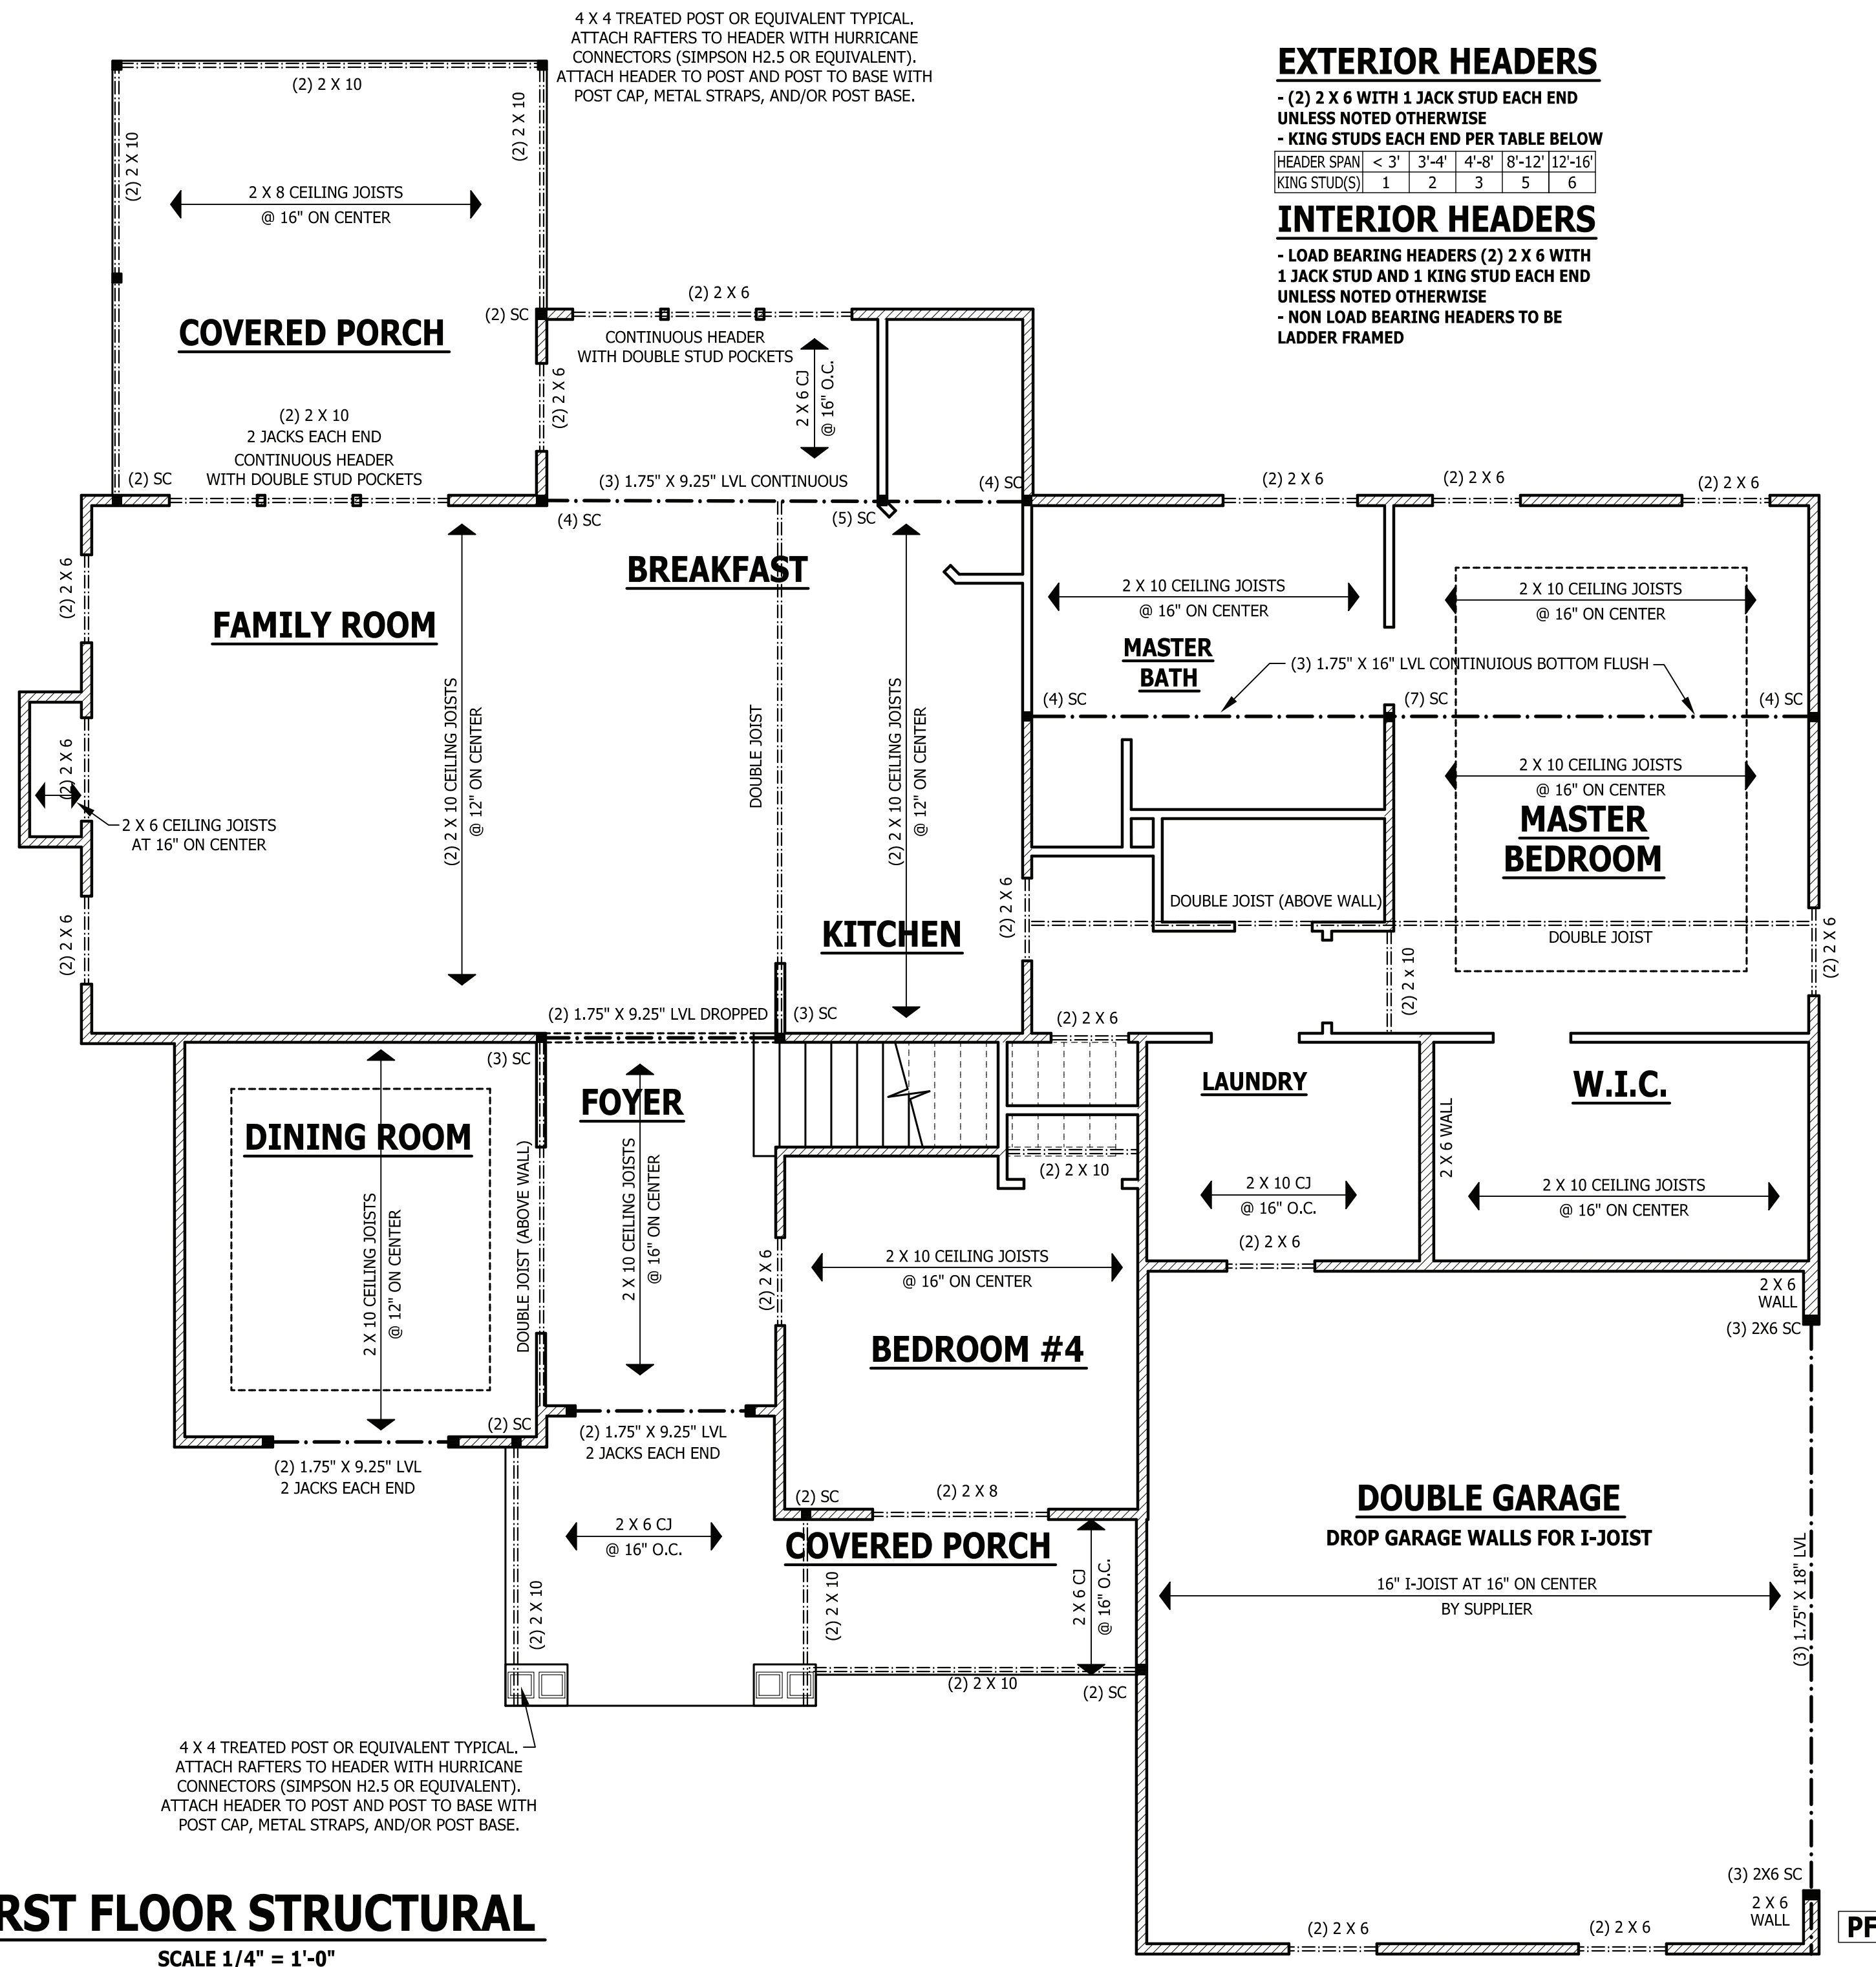 4 X 4 TREATED POST OR EQUIVALENT TYPICAL.
ATTACH RAFTERS TO HEADER WITH HURRICANE
CONNECTORS (SIMPSON H2.5 OR EQUIVALENT).
ATTACH HEADER TO POST AND POST TO BASE WITH
POST CAP, METAL STRAPS, AND/OR POST BASE.
EXTERIOR HEADERS
- (2) 2 X 6 WITH 1 JACK STUD EACH END
UNLESS NOTED OTHERWISE
- KING STUDS EACH END PER TABLE BELOW
HEADER SPAN < 3' 3'-4' 4'-8' 8'-12' 12'-16'
KING STUD(S) 1 2 3 5 6
INTERIOR HEADERS
- LOAD BEARING HEADERS (2) 2 X 6 WITH
1 JACK STUD AND 1 KING STUD EACH END
UNLESS NOTED OTHERWISE
- NON LOAD BEARING HEADERS TO BE
LADDER FRAMED
(2) 2 X 10
(2) 2 X 10
(2) 2 X 10
2 X 8 CEILING JOISTS
@ 16" ON CENTER
COVERED PORCH
(2) SC
(2) 2 X 6
CONTINUOUS HEADER
WITH DOUBLE STUD POCKETS
2 X 6 CJ
@ 16" O.C.
(2) 2 X 6
(2) 2 X 10
2 JACKS EACH END
CONTINUOUS HEADER
WITH DOUBLE STUD POCKETS
(2) SC
(3) 1.75" X 9.25" LVL CONTINUOUS
(4) SC
(4) SC
(5) SC
(2) 2 X 6
(2) 2 X 6
(2) 2 X 6
BREAKFAST
FAMILY ROOM
(2) 2 X 6
(2) 2 X 6
(2) 2 X 6
2 X 6 CEILING JOISTS
AT 16" ON CENTER
(2) 2 X 10 CEILING JOISTS
@ 12" ON CENTER
DOUBLE JOIST
(2) 2 X 10 CEILING JOISTS
@ 12" ON CENTER
KITCHEN
2 X 10 CEILING JOISTS
@ 16" ON CENTER
2 X 10 CEILING JOISTS
@ 16" ON CENTER
MASTER
BATH
(3) 1.75" X 16" LVL CONTINUIOUS BOTTOM FLUSH
(4) SC
(7) SC
(4) SC
2 X 10 CEILING JOISTS
@ 16" ON CENTER
MASTER
BEDROOM
(2) 2 X 6
DOUBLE JOIST (ABOVE WALL)
DOUBLE JOIST
(2) 2 X 6
(2) 2 X 10
(2) 1.75" X 9.25" LVL DROPPED
(3) SC
(2) 2 X 6
(3) SC
FOYER
DINING ROOM
2 X 10 CEILING JOISTS
@ 12" ON CENTER
DOUBLE JOIST (ABOVE WALL)
2 X 10 CEILING JOISTS
@ 16" ON CENTER
LAUNDRY
W.I.C.
2 X 6 WALL
(2) 2 X 10
2 X 10 CJ
@ 16" O.C.
2 X 10 CEILING JOISTS
@ 16" ON CENTER
(2) 2 X 6
(2) 2 X 6
2 X 10 CEILING JOISTS
@ 16" ON CENTER
BEDROOM #4
2 X 6
WALL
(3) 2X6 SC
(2) SC
(2) 1.75" X 9.25" LVL
2 JACKS EACH END
(2) 1.75" X 9.25" LVL
2 JACKS EACH END
(2) SC
(2) 2 X 8
COVERED PORCH
2 X 6 CJ
@ 16" O.C.
(2) 2 X 10
(2) 2 X 10
2 X 6 CJ
@ 16" O.C.
(2) 2 X 10
(2) SC
DOUBLE GARAGE
DROP GARAGE WALLS FOR I-JOIST
16" I-JOIST AT 16" ON CENTER
BY SUPPLIER
(3) 1.75" X 18" LVL
4 X 4 TREATED POST OR EQUIVALENT TYPICAL.
ATTACH RAFTERS TO HEADER WITH HURRICANE
CONNECTORS (SIMPSON H2.5 OR EQUIVALENT).
ATTACH HEADER TO POST AND POST TO BASE WITH
POST CAP, METAL STRAPS, AND/OR POST BASE.
(3) 2X6 SC
2 X 6
WALL
(2) 2 X 6
(2) 2 X 6
PF
RST FLOOR STRUCTURAL
SCALE 1/4" = 1'-0"